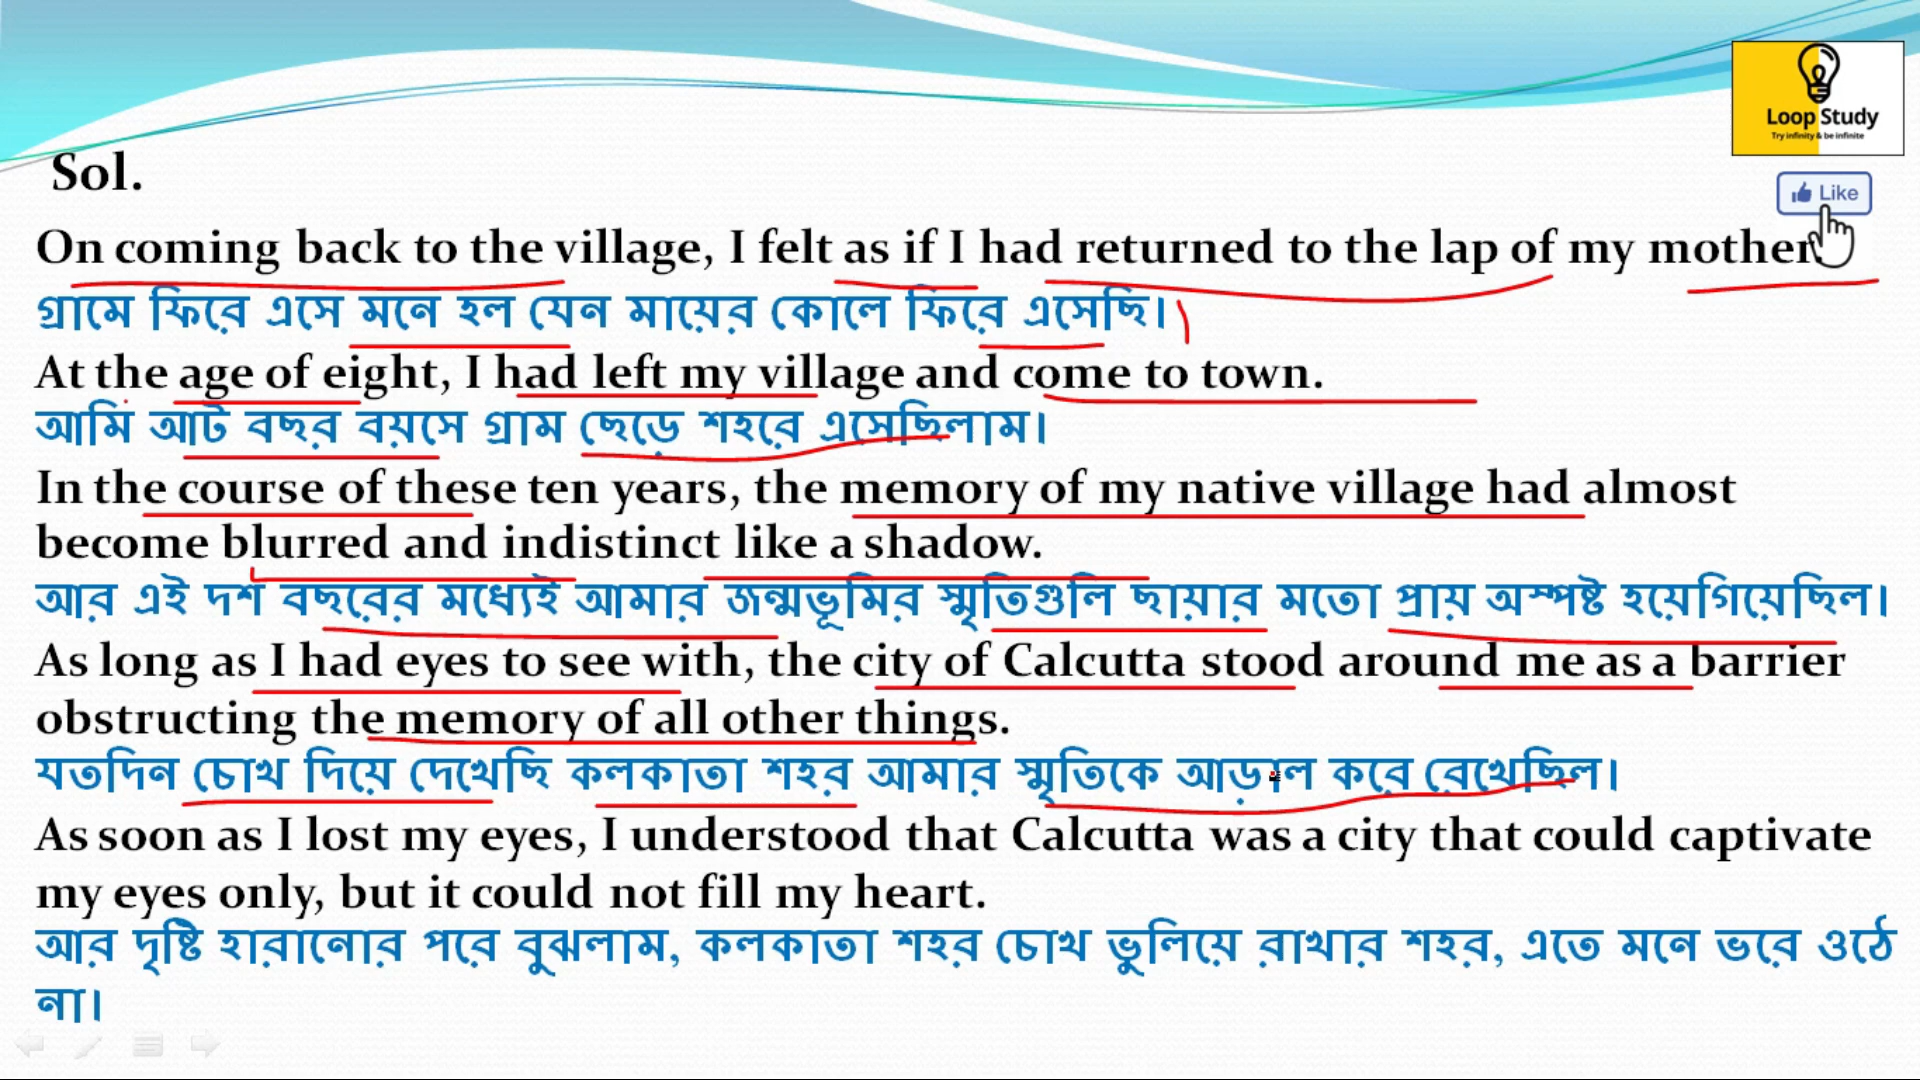 Loop Study
Try infinity & be infinite
Like
Sol.
On coming back to the village, I felt as if I had returned to the lap of my mother.
গ্রামে ফিরে এসে মনে হল যেন মায়ের কোলে ফিরে এসেছি।
At the age of eight, I had left my village and come to town.
আমি আট বছর বয়সে গ্রাম ছেড়ে শহরে এসেছিলাম।
In the course of these ten years, the memory of my native village had almost
become blurred and indistinct like a shadow.
আর এই দশ বছরের মধ্যেই আমার জন্মভূমির স্মৃতিগুলি ছায়ার মতো প্রায় অস্পষ্ট হয়েগিয়েছিল।
As long as I had eyes to see with, the city of Calcutta stood around me as a barrier
obstructing the memory of all other things.
যতদিন চোখ দিয়ে দেখেছি কলকাতা শহর আমার স্মৃতিকে আড়াল করে রেখেছিল।
As soon as I lost my eyes, I understood that Calcutta was a city that could captivate
my eyes only, but it could not fill my heart.
আর দৃষ্টি হারানোর পরে বুঝলাম, কলকাতা শহর চোখ ভুলিয়ে রাখার শহর, এতে মনে ভরে ওঠে
না।